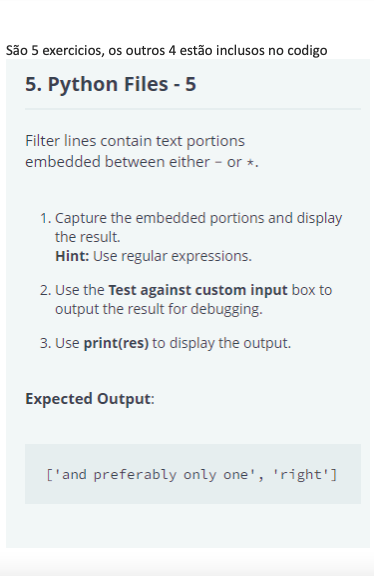 São 5 exercicios, os outros 4 estão inclusos no codigo
5. Python Files - 5
Filter lines contain text portions
embedded between either - or *.
1. Capture the embedded portions and display
the result.
Hint: Use regular expressions.
2. Use the Test against custom input box to
output the result for debugging.
3. Use print(res) to display the output.
Expected Output:
['and preferably only one', 'right']